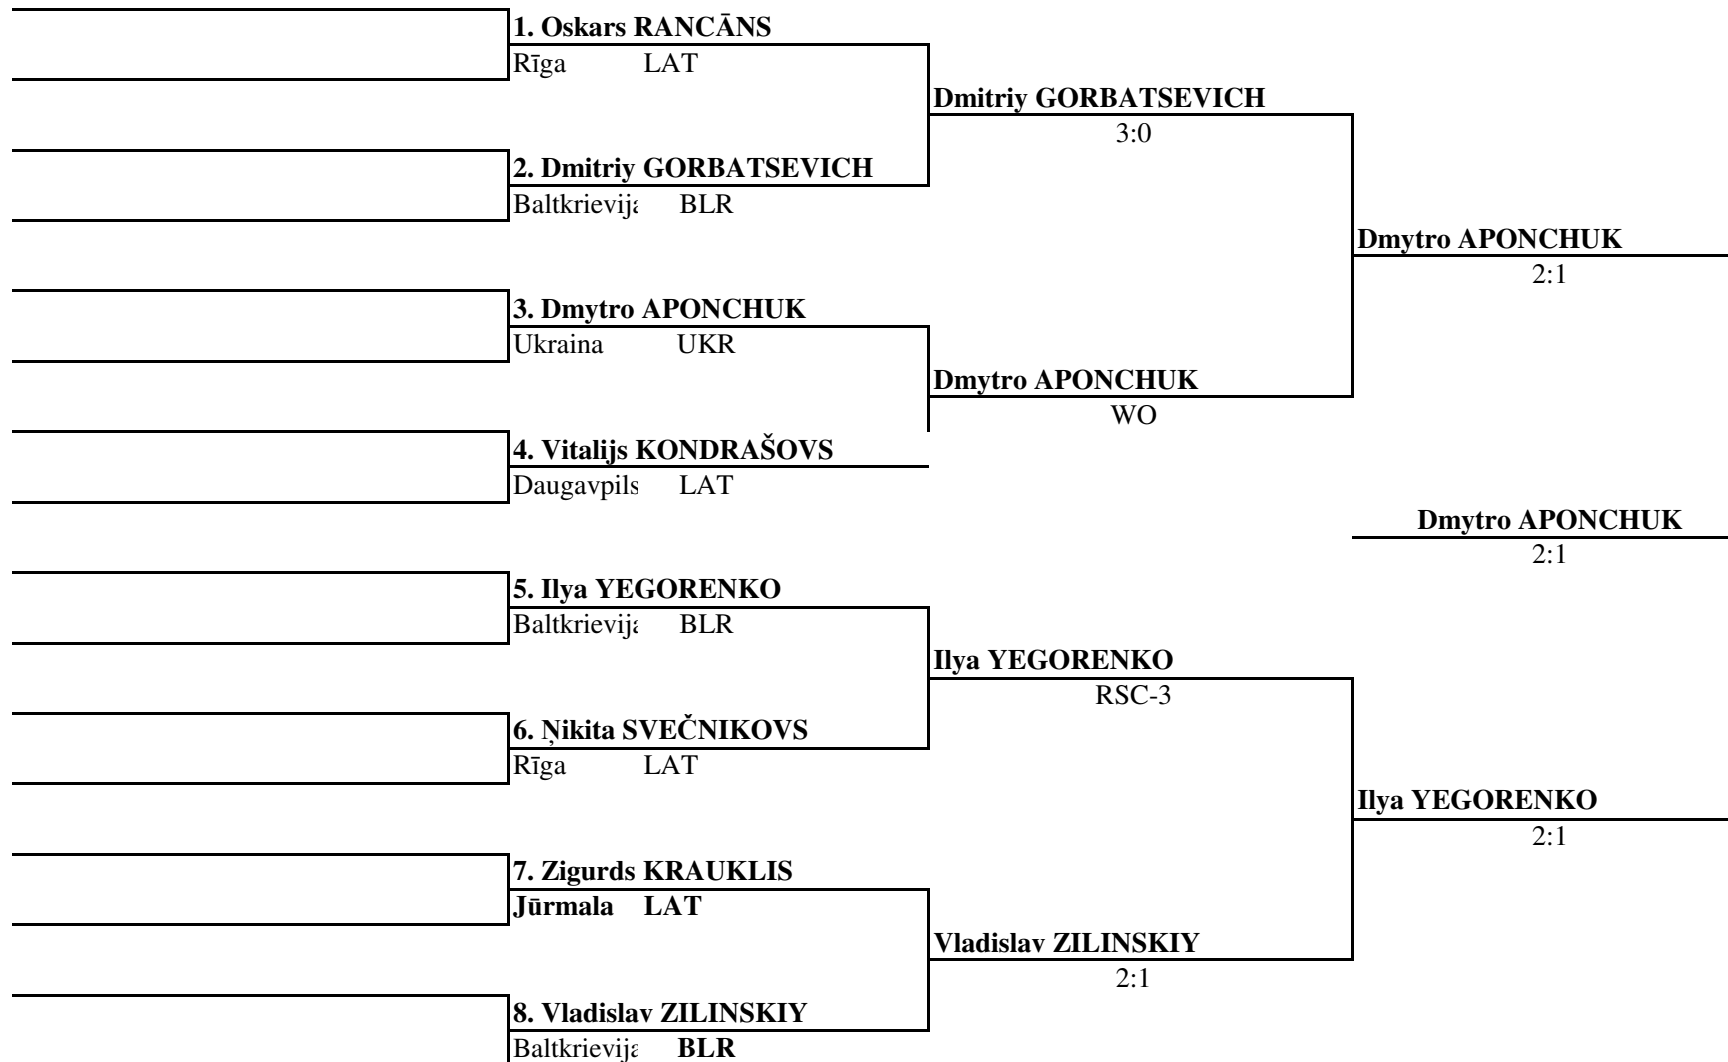 1. Oskars RANCĀNS
Rīga LAT
Dmitriy GORBATSEVICH
3:0
2. Dmitriy GORBATSEVICH
Baltkrievija BLR
Dmytro APONCHUK
2:1
3. Dmytro APONCHUK
Ukraina UKR
Dmytro APONCHUK
WO
4. Vitalijs KONDRAŠOVS
Daugavpils LAT
Dmytro APONCHUK
2:1
5. Ilya YEGORENKO
Baltkrievija BLR
Ilya YEGORENKO
RSC-3
6. Ņikita SVEČNIKOVS
Rīga LAT
Ilya YEGORENKO
2:1
7. Zigurds KRAUKLIS
Jūrmala LAT
Vladislav ZILINSKIY
2:1
8. Vladislav ZILINSKIY
Baltkrievija BLR